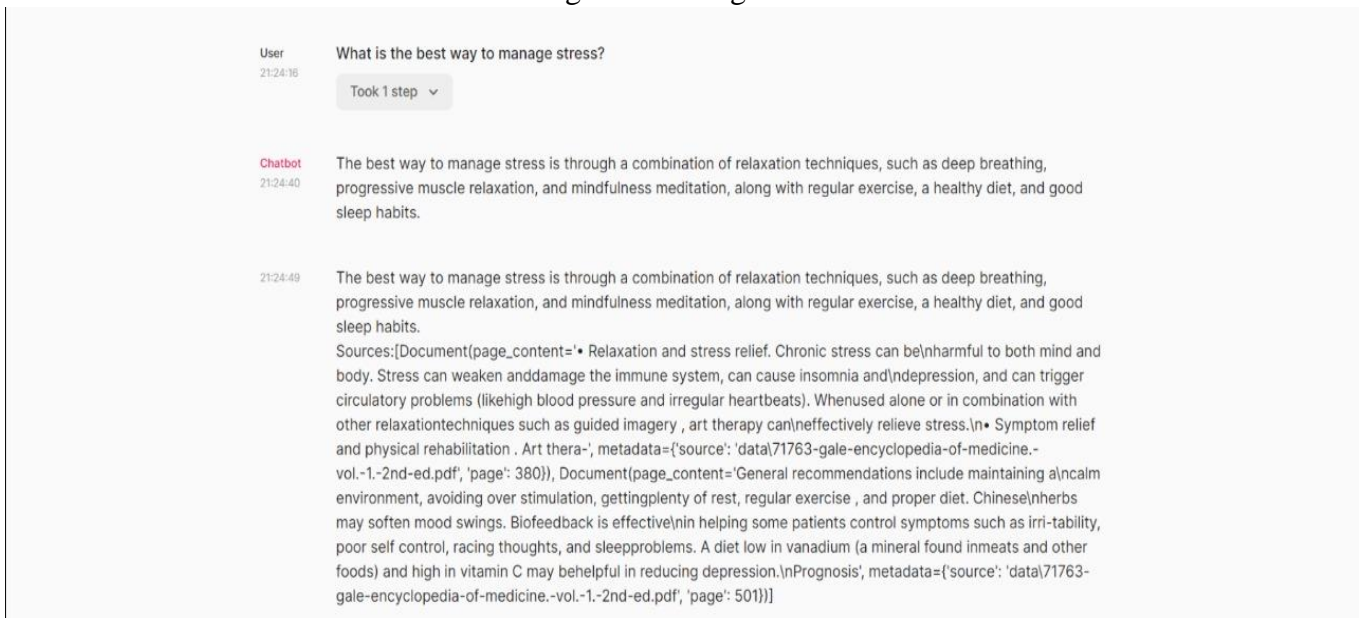 User
What is the best way to manage stress?
21:24:16
Took 1 step
Chatbot
The best way to manage stress is through a combination of relaxation techniques, such as deep breathing,
21:24:40
progressive muscle relaxation, and mindfulness meditation, along with regular exercise, a healthy diet, and good
sleep habits.
21:24:49
The best way to manage stress is through a combination of relaxation techniques, such as deep breathing,
progressive muscle relaxation, and mindfulness meditation, along with regular exercise, a healthy diet, and good
sleep habits.
Sources:[Document(page_content='• Relaxation and stress relief. Chronic stress can be\nharmful to both mind and
body. Stress can weaken anddamage the immune system, can cause insomnia and\ndepression, and can trigger
circulatory problems (likehigh blood pressure and irregular heartbeats). Whenused alone or in combination with
other relaxationtechniques such as guided imagery , art therapy can\neffectively relieve stress.\n• Symptom relief
and physical rehabilitation . Art thera-', metadata={'source': 'data\71763-gale-encyclopedia-of-medicine.-
vol.-1.-2nd-ed.pdf', 'page': 380}), Document(page_content='General recommendations include maintaining a\ncalm
environment, avoiding over stimulation, gettingplenty of rest, regular exercise , and proper diet. Chinese\nherbs
may soften mood swings. Biofeedback is effective\nin helping some patients control symptoms such as irri-tability,
poor self control, racing thoughts, and sleepproblems. A diet low in vanadium (a mineral found inmeats and other
foods) and high in vitamin C may behelpful in reducing depression.\nPrognosis', metadata={'source': 'data\71763-
gale-encyclopedia-of-medicine.-vol.-1.-2nd-ed.pdf', 'page': 501})]